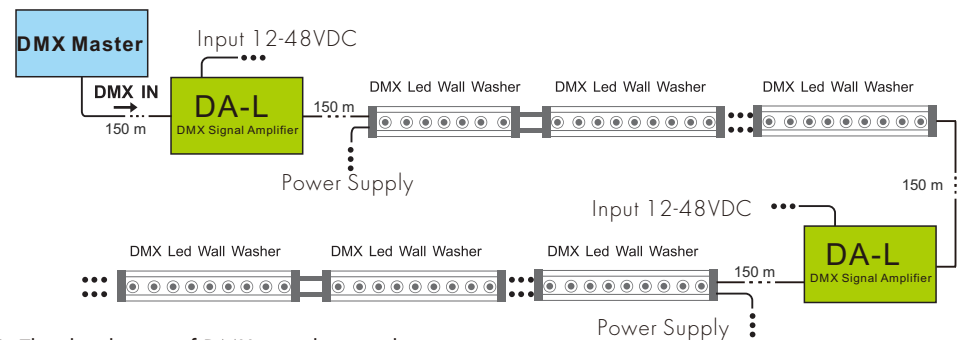 DMX Master
Input 12-48VDC
DMX IN
150 m
DA-L
DMX Signal Amplifier
150 m
DMX Led Wall Washer
DMX Led Wall Washer
DMX Led Wall Washer
Power Supply
150 m
Input 12-48VDC
DA-L
DMX Signal Amplifier
DMX Led Wall Washer
DMX Led Wall Washer
DMX Led Wall Washer
150 m
Power Supply